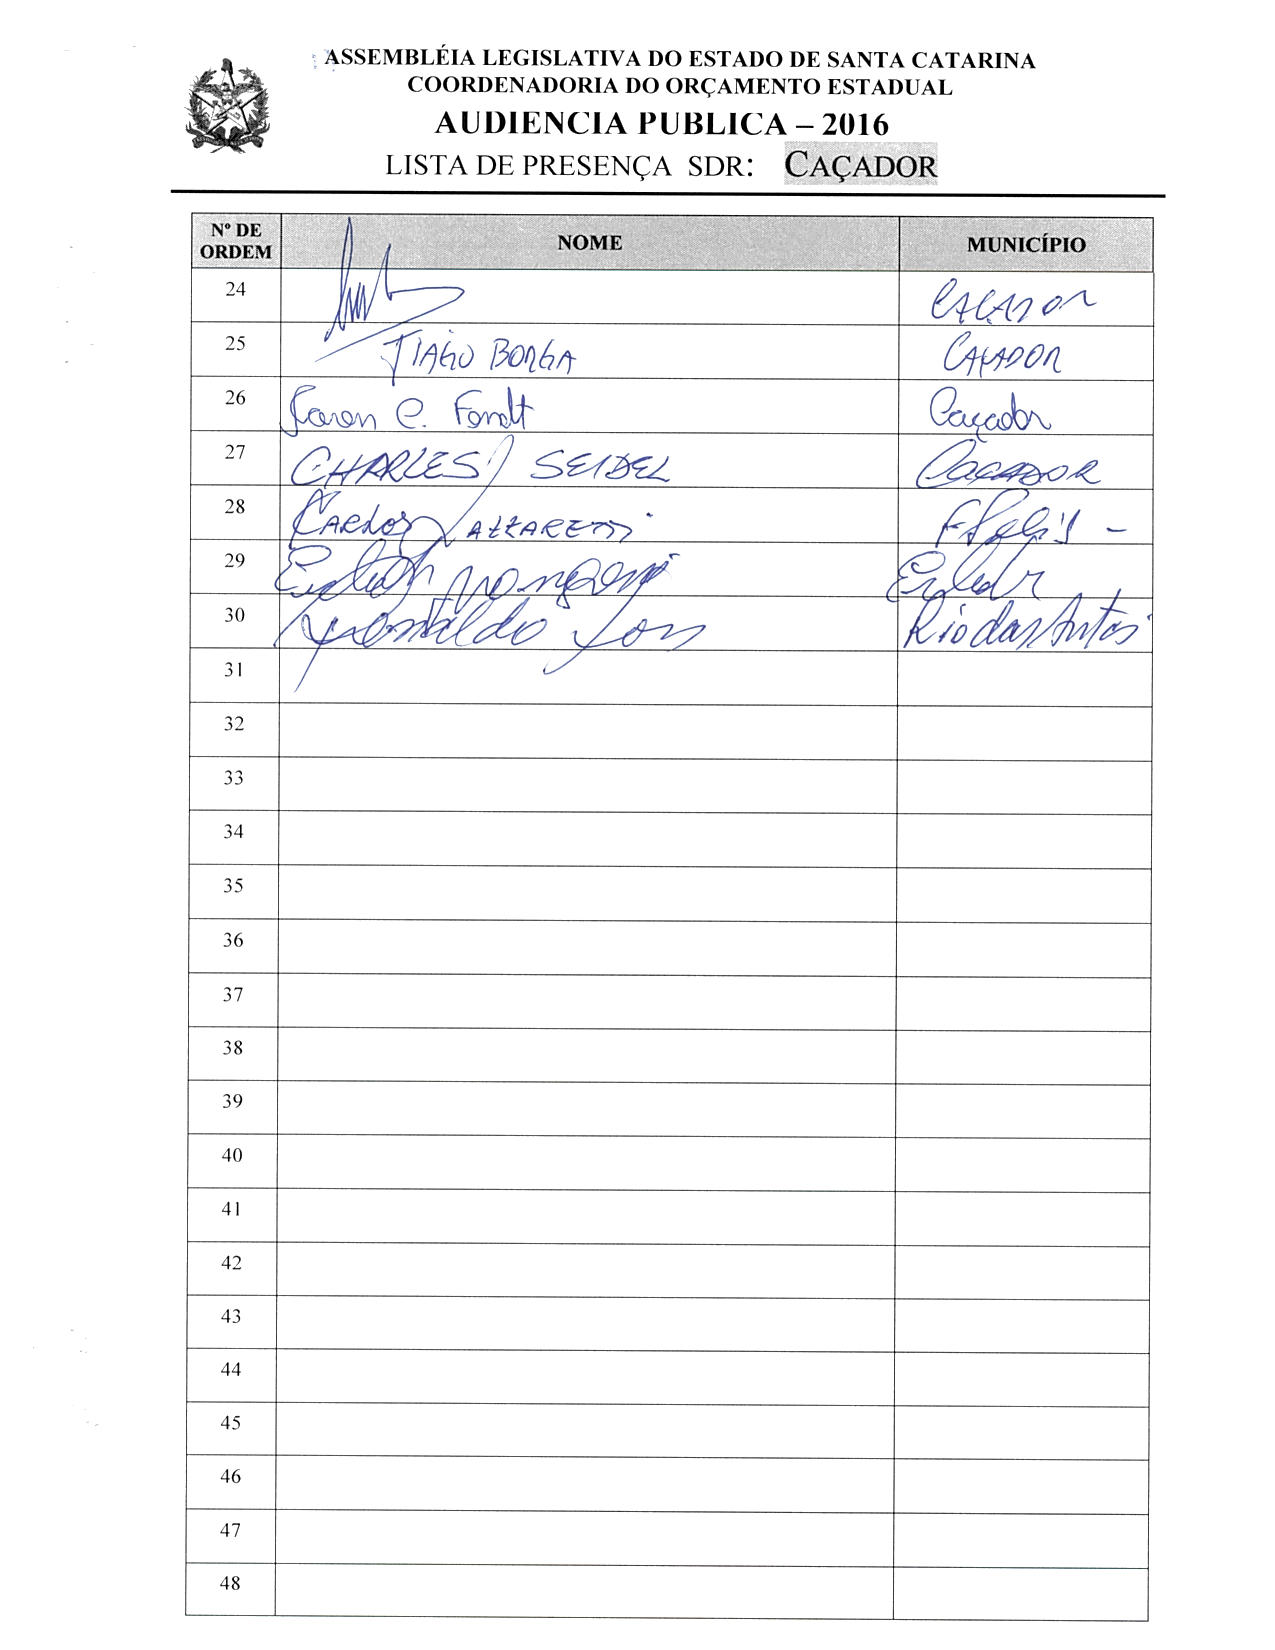 ASSEMBLÉIA LEGISLATIVA DO ESTADO DE SANTA CATARINA
COORDENADORIA DO ORÇAMENTO ESTADUAL
AUDIENCIA PUBLICA – 2016
LISTA DE PRESENÇA SDR: CAÇADOR
Nº DE ORDEM NOME MUNICÍPIO
24 CAÇADOR
25 TIAGO BORGA CAÇADOR
26 Karen C. Caçador
27 CHARLES SEIDEL CAÇADOR
28 CARLOS
29
30 Ronaldo Rio das Antas
31
32
33
34
35
36
37
38
39
40
41
42
43
44
45
46
47
48